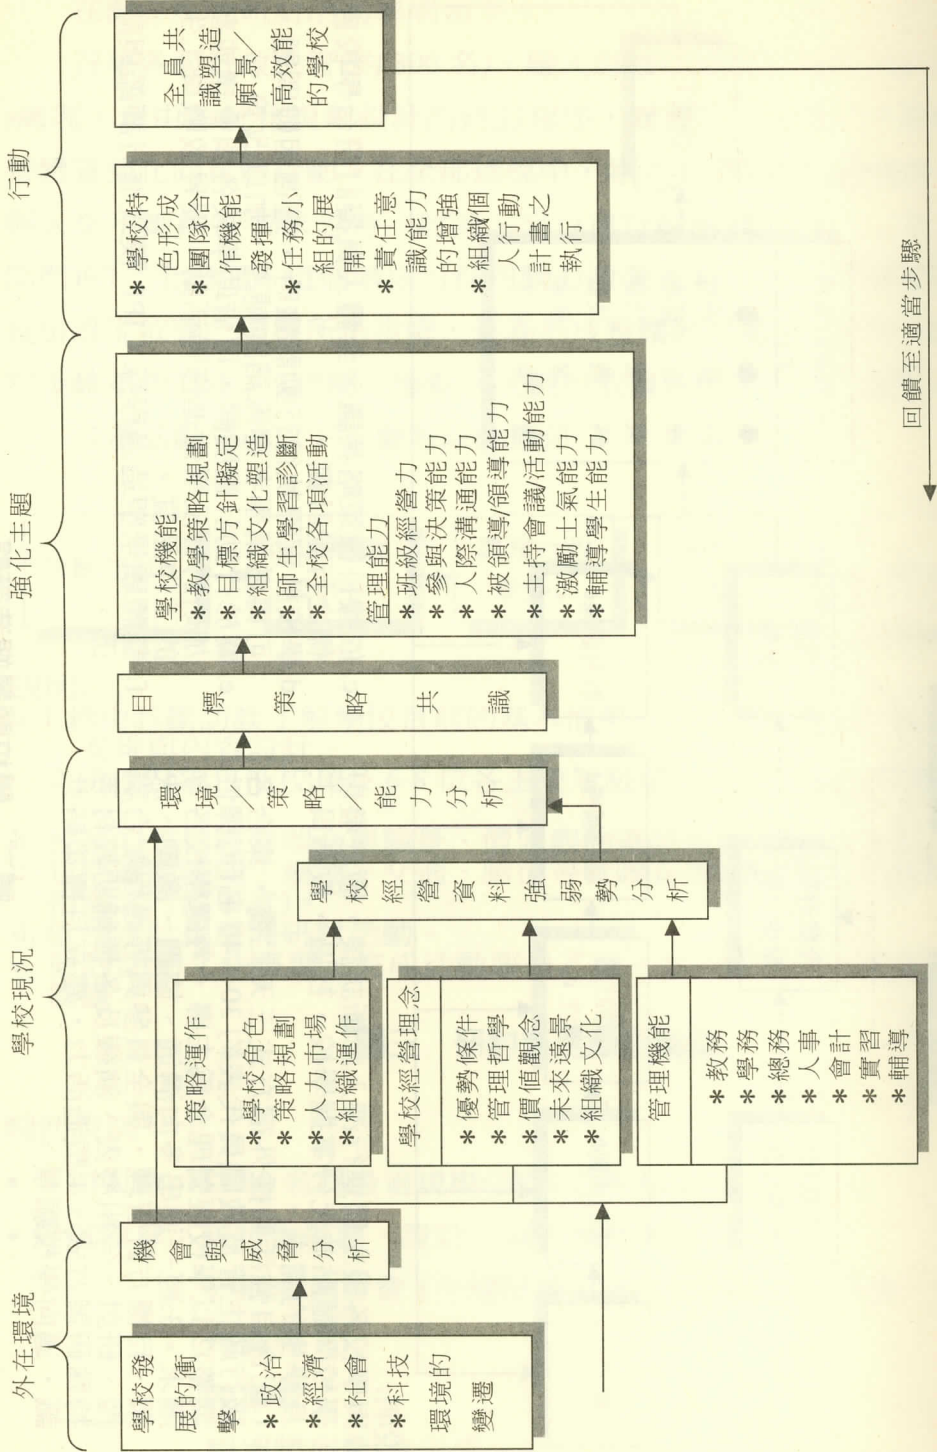 外在環境
學校現況
強化主題
行動
學校發
展的衝
擊
＊政治
＊經濟
＊社會
＊科技
環境的
變遷
機會與威脅分析
策略運作
＊學校角色
＊策略規劃
＊人力市場
＊組織運作
學校經營理念
＊優勢條件
＊管理哲學
＊價值觀念
＊未來遠景
＊組織文化
管理機能
＊教務
＊學務
＊總務
＊人事
＊會計
＊實習
＊輔導
學校經營資料強弱勢分析
環境／策略／能力分析
目標策略共識
學校機能
＊教學策略規劃
＊目標方針擬定
＊組織文化塑造
＊師生學習診斷
＊全校各項活動
管理能力
＊班級經營力
＊參與決策能力
＊人際溝通能力
＊被領導/領導能力
＊主持會議/活動能力
＊激勵士氣能力
＊輔導學生能力
＊學校特
色形成
＊團隊合
作機能
發揮
＊任務小
組的展
開
＊責任意
識/能力
的增強
＊組織個
人行動
計畫之
執行
全員共
識塑造
願景／
高效能
的學校
回饋至適當步驟